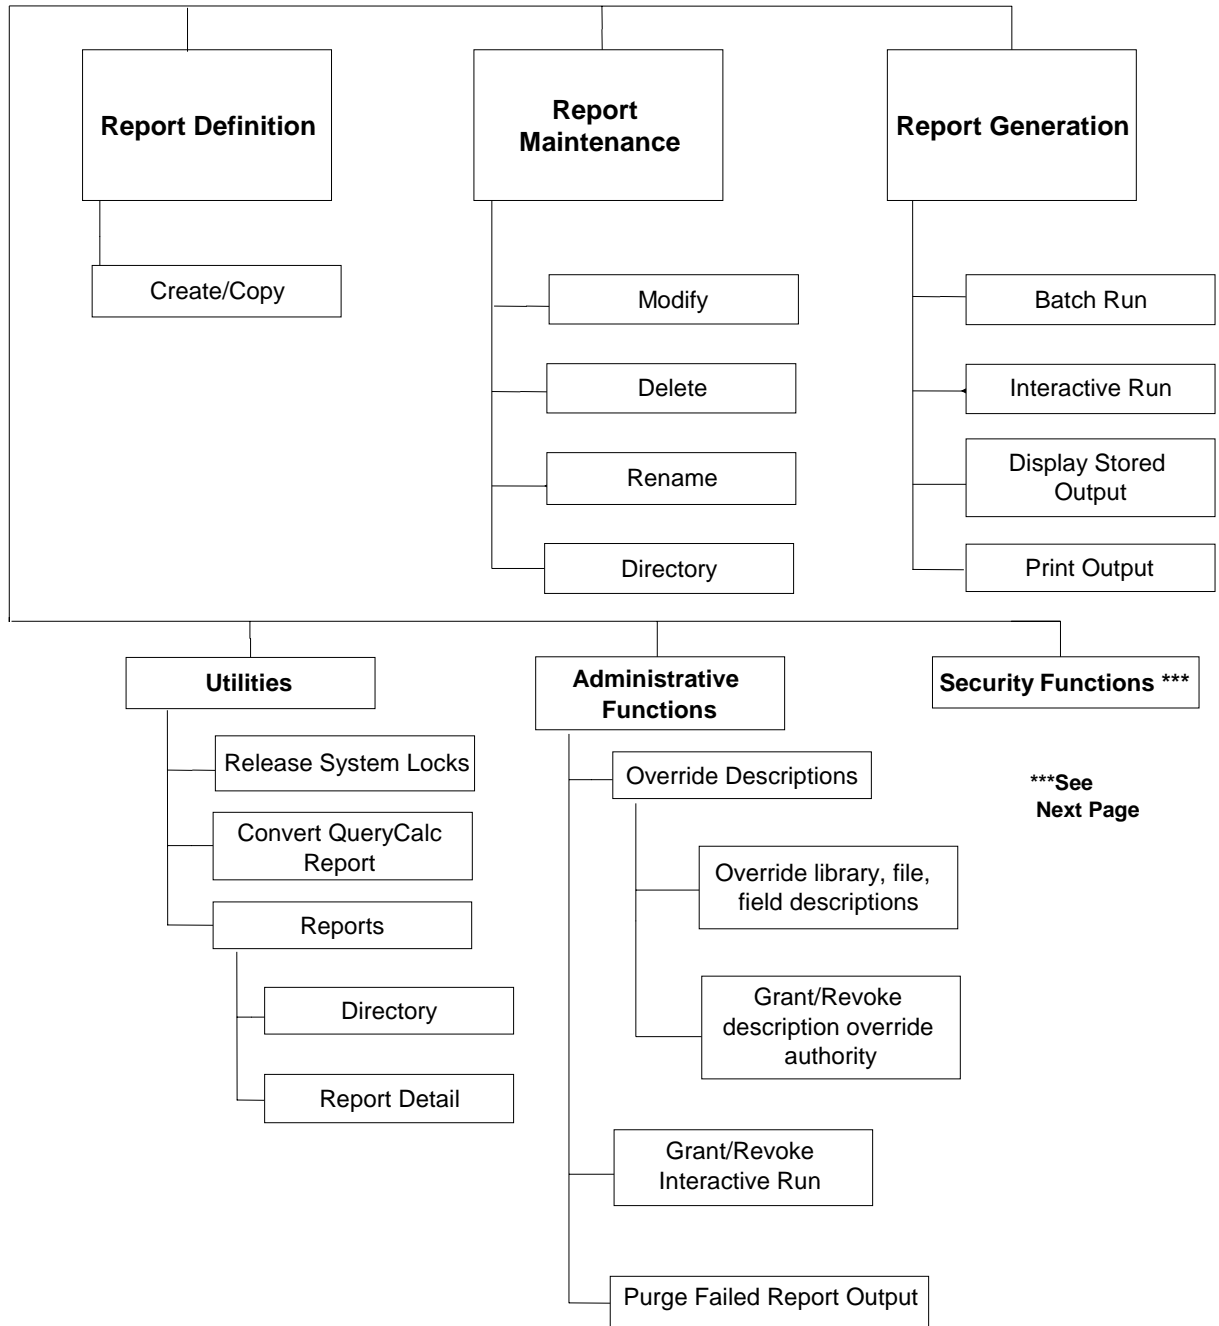 Report Definition
Report
Maintenance
Report Generation
Create/Copy
Modify
Delete
Rename
Directory
Batch Run
Interactive Run
Display Stored
Output
Print Output
Utilities
Release System Locks
Convert QueryCalc
Report
Reports
Directory
Report Detail
Administrative
Functions
Override Descriptions
Override library, file,
field descriptions
Grant/Revoke
description override
authority
Grant/Revoke
Interactive Run
Purge Failed Report Output
Security Functions ***
***See
Next Page